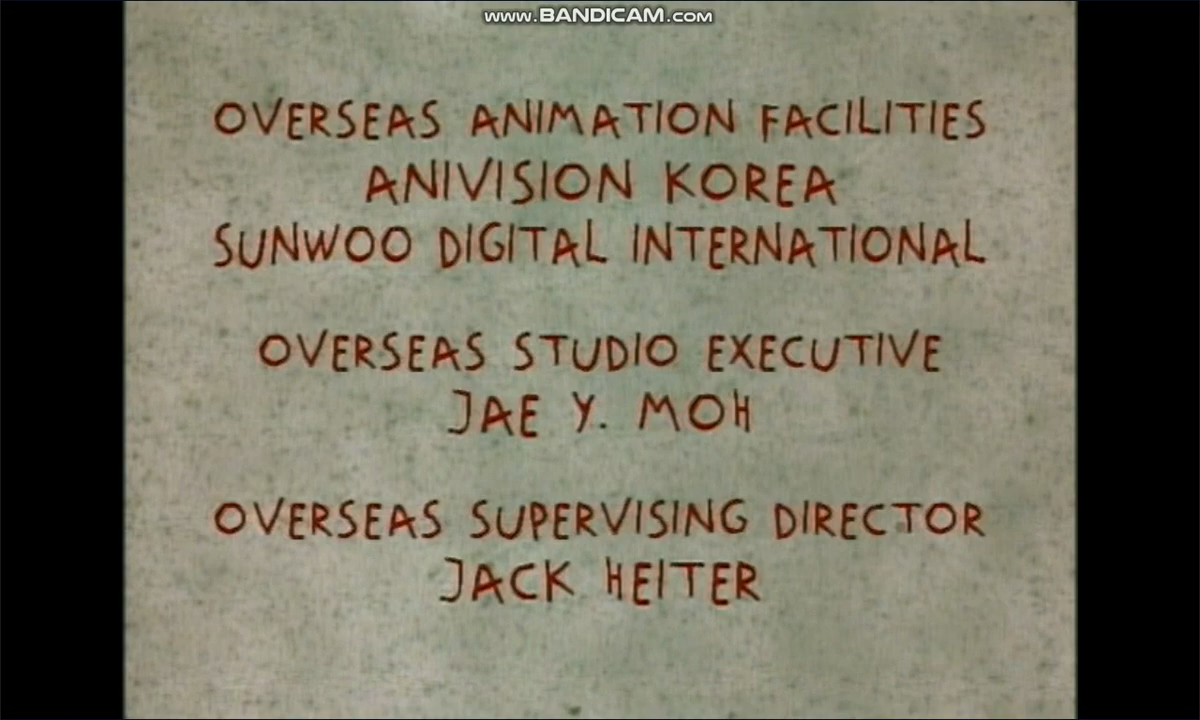 www.BANDICAM.com
OVERSEAS ANIMATION FACILITIES
ANIVISION KOREA
SUNWOO DIGITAL INTERNATIONAL
OVERSEAS STUDIO EXECUTIVE
JAE Y. MOH
OVERSEAS SUPERVISING DIRECTOR
JACK HEITER